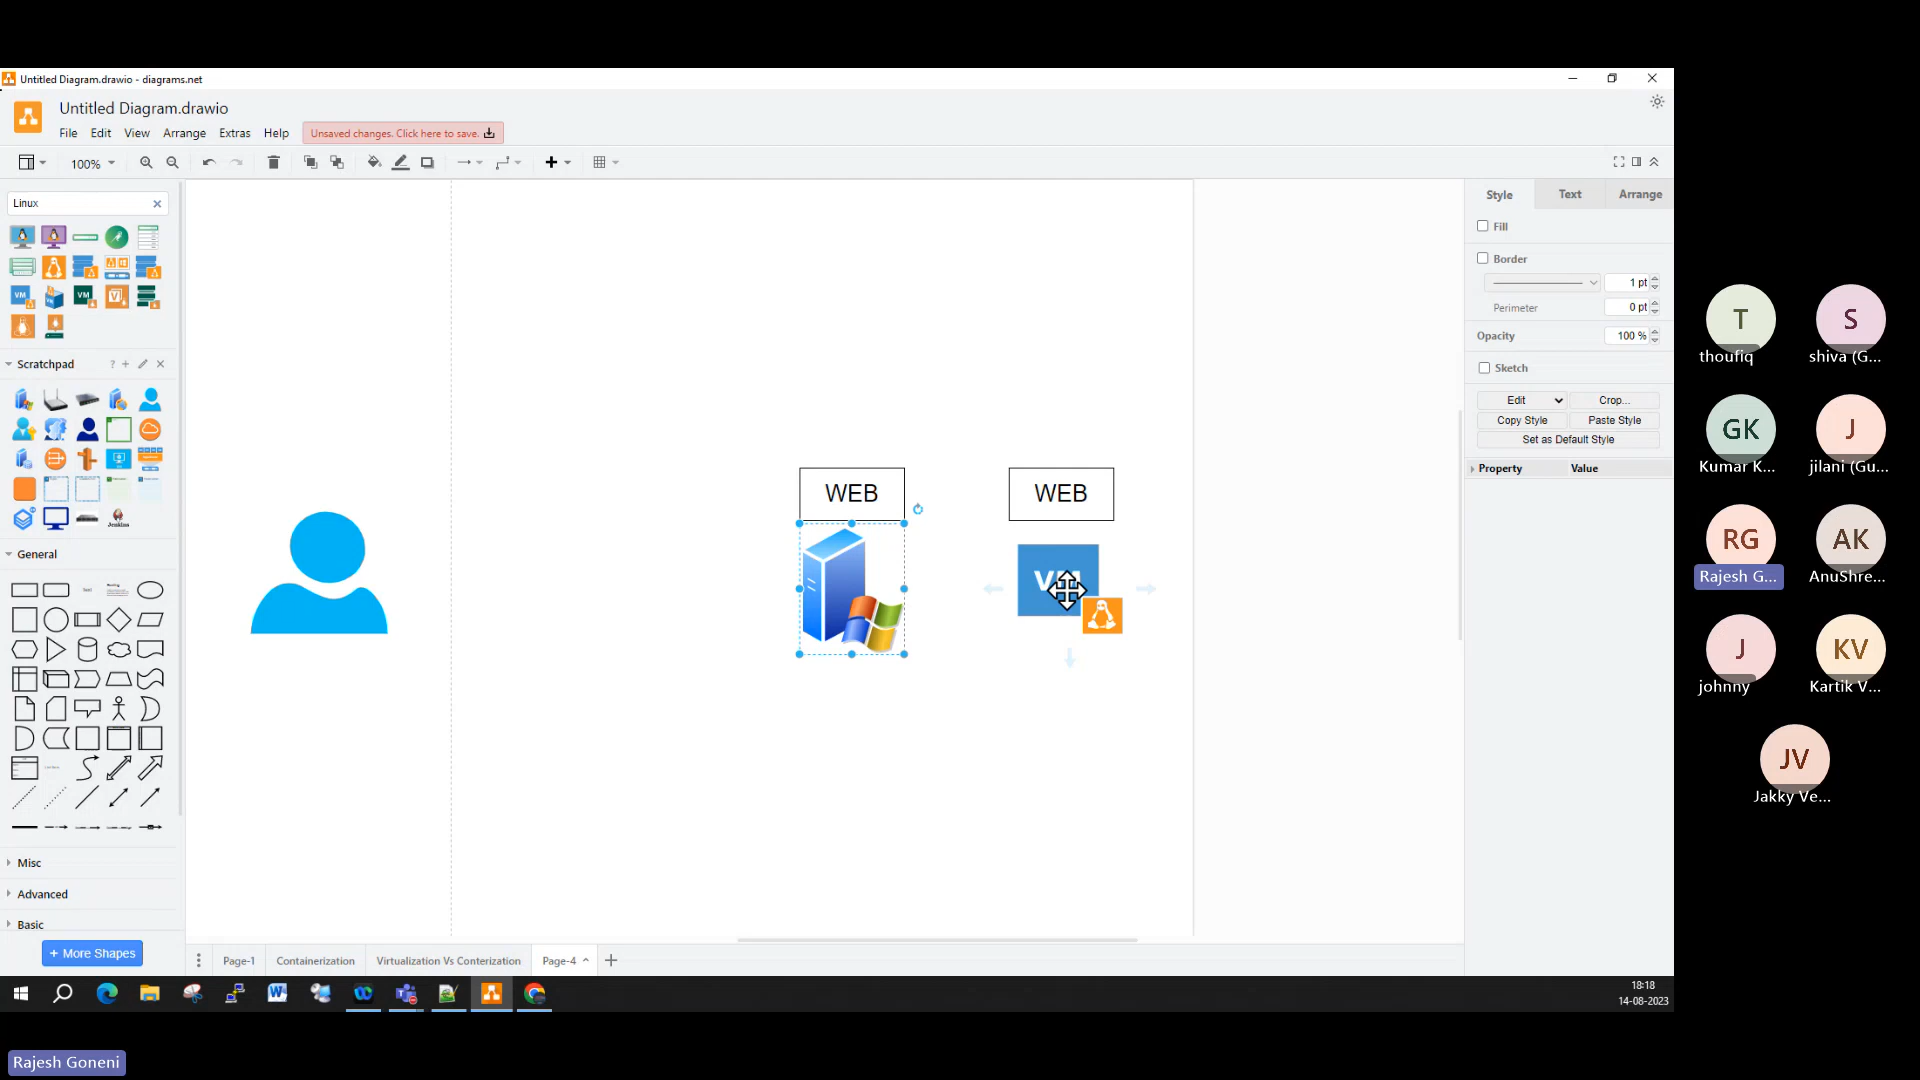 Untitled Diagram.drawio - diagrams.net
Untitled Diagram.drawio
File Edit View Arrange Extras Help
Unsaved changes. Click here to save.
100%
Linux
VM
VM
Scratchpad
?
General
Text
Heading
Misc
Advanced
Basic
+ More Shapes
WEB
WEB
Style Text Arrange
Fill
Border
1 pt
Perimeter 0 pt
Opacity 100 %
Sketch
Edit Crop...
Copy Style Paste Style
Set as Default Style
Property Value
Page-1 Containerization Virtualization Vs Conterization Page-4
18:18
14-08-2023
T S
thoufiq shiva (G...
GK J
Kumar K... jilani (Gu...
RG AK
Rajesh G... AnuShre...
J KV
johnny Kartik V...
JV
Jakky Ve...
Rajesh Goneni